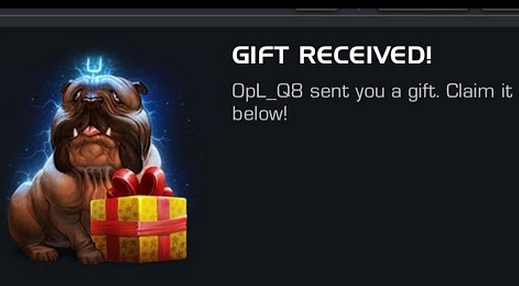 GIFT RECEIVED!
OpL_Q8 sent you a gift. Claim it
below!